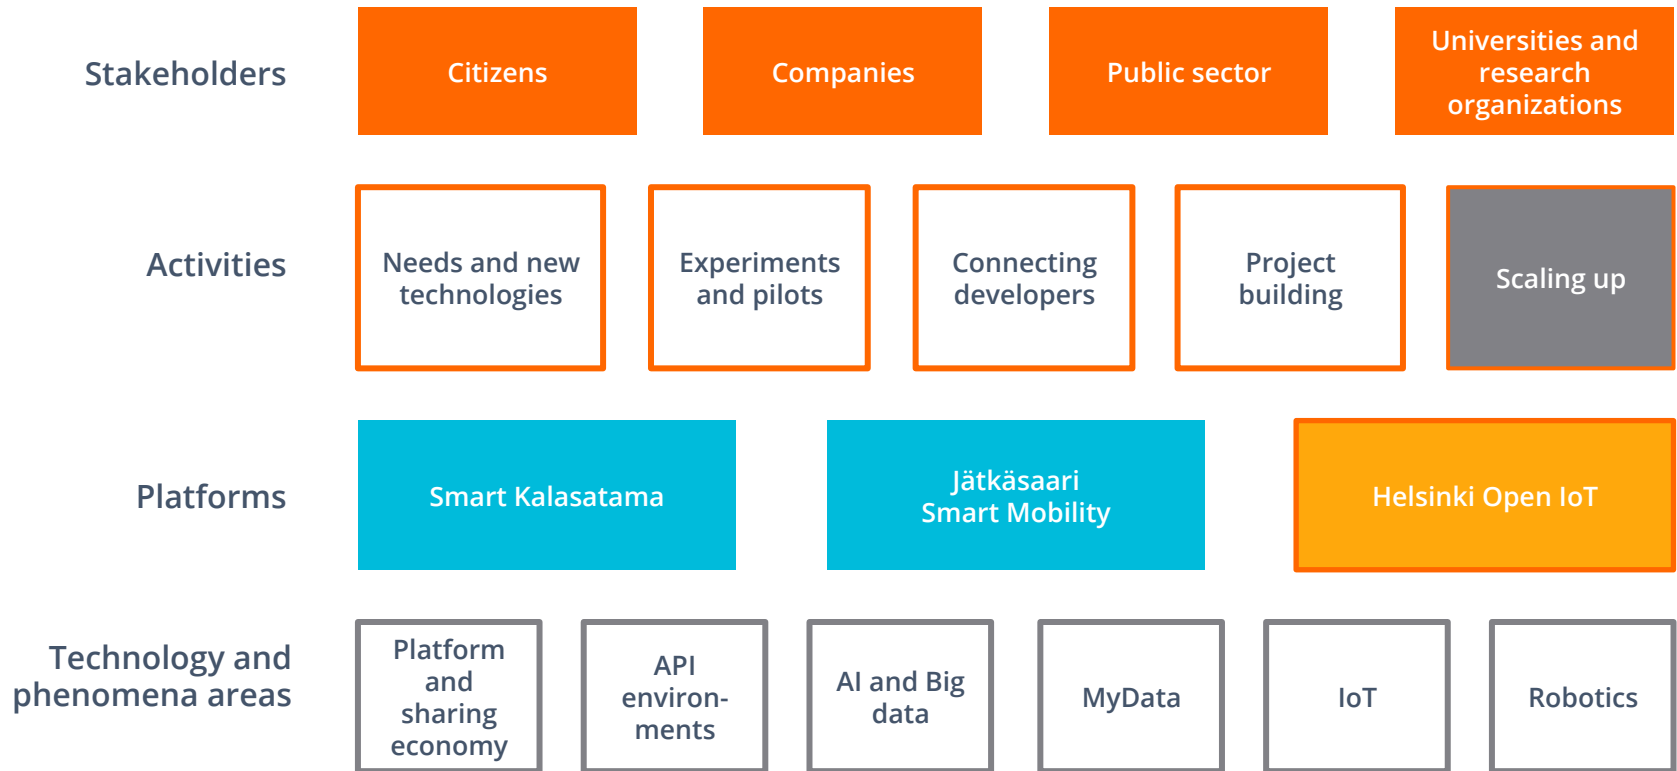 Stakeholders
Citizens
Companies
Public sector
Universities and
research
organizations
Activities
Needs and new
technologies
Experiments
and pilots
Connecting
developers
Project
building
Scaling up
Platforms
Smart Kalasatama
Jätkäsaari
Smart Mobility
Helsinki Open IoT
Technology and
phenomena areas
Platform
and
sharing
economy
API
environ-
ments
AI and Big
data
MyData
IoT
Robotics